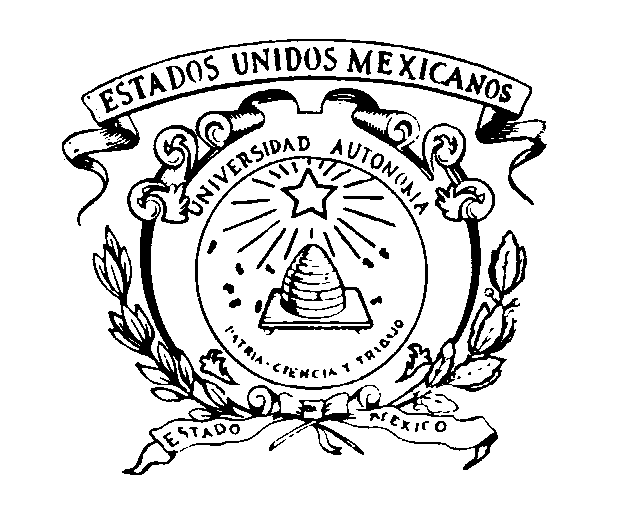 ESTADOS UNIDOS MEXICANOS
UNIVERSIDAD AUTONOMA
PATRIA·CIENCIA Y TRABAJO
ESTADO MEXICO